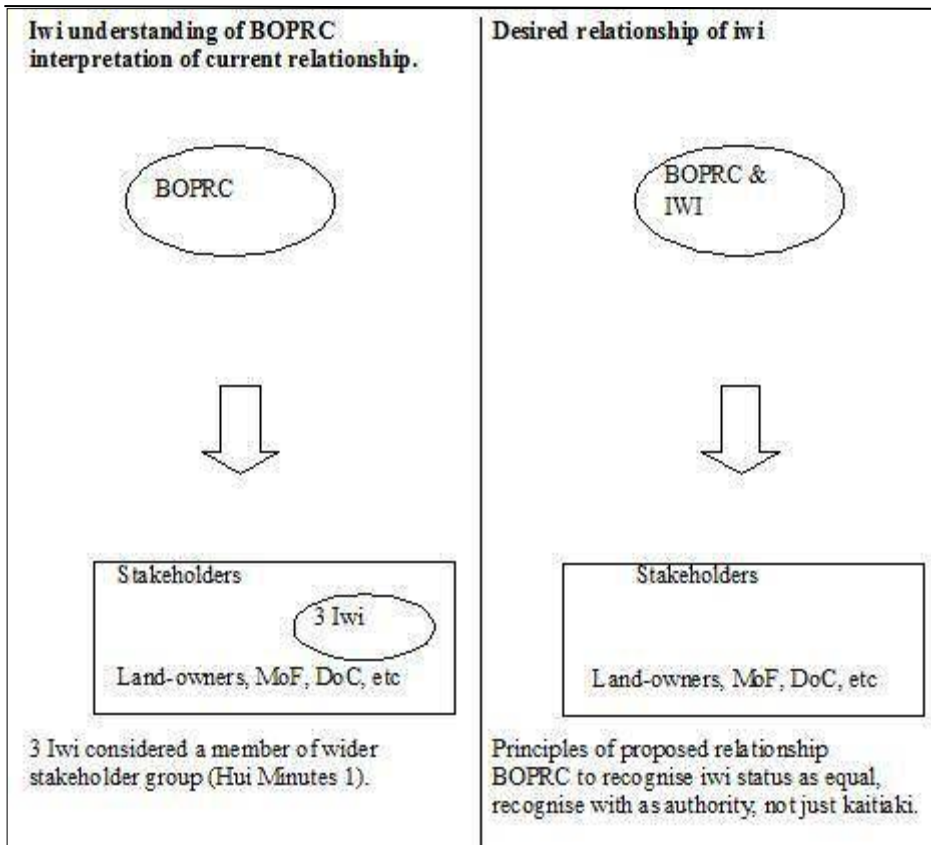 Iwi understanding of BOPRC
interpretation of current relationship.
BOPRC
Stakeholders
3 Iwi
Land-owners, MoF, DoC, etc
3 Iwi considered a member of wider
stakeholder group (Hui Minutes 1).
Desired relationship of iwi
BOPRC &
IWI
Stakeholders
Land-owners, MoF, DoC, etc
Principles of proposed relationship
BOPRC to recognise iwi status as equal,
recognise with as authority, not just kaitiaki.